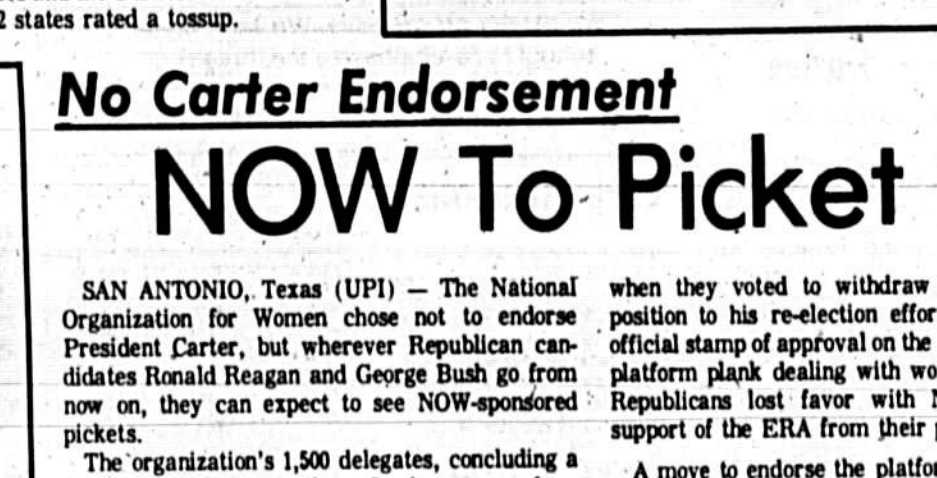 2 states rated a tossup.
No Carter Endorsement
NOW To Picket
SAN ANTONIO, Texas (UPI) — The National
Organization for Women chose not to endorse
President Carter, but wherever Republican can-
didates Ronald Reagan and George Bush go from
now on, they can expect to see NOW-sponsored
pickets.
The organization's 1,500 delegates, concluding a
when they voted to withdraw
position to his re-election
official stamp of approval on the
platform plank dealing with
Republicans lost favor with
support of the ERA from their
A move to endorse the